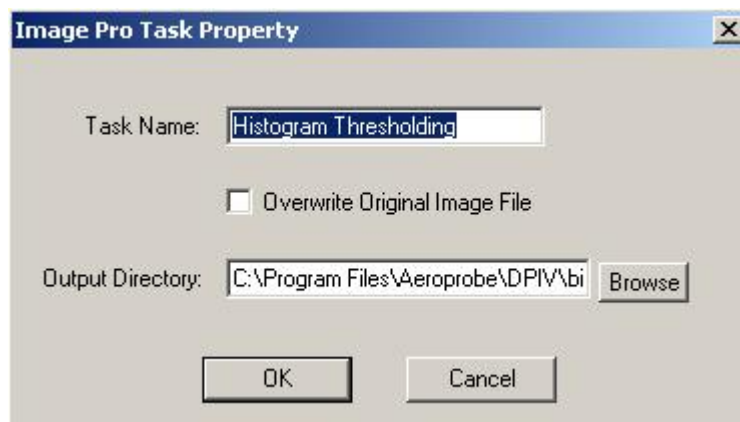 Image Pro Task Property
Task Name: Histogram Thresholding
Overwrite Original Image File
Output Directory: C:\Program Files\Aeroprobe\DPIV\bi Browse
OK Cancel